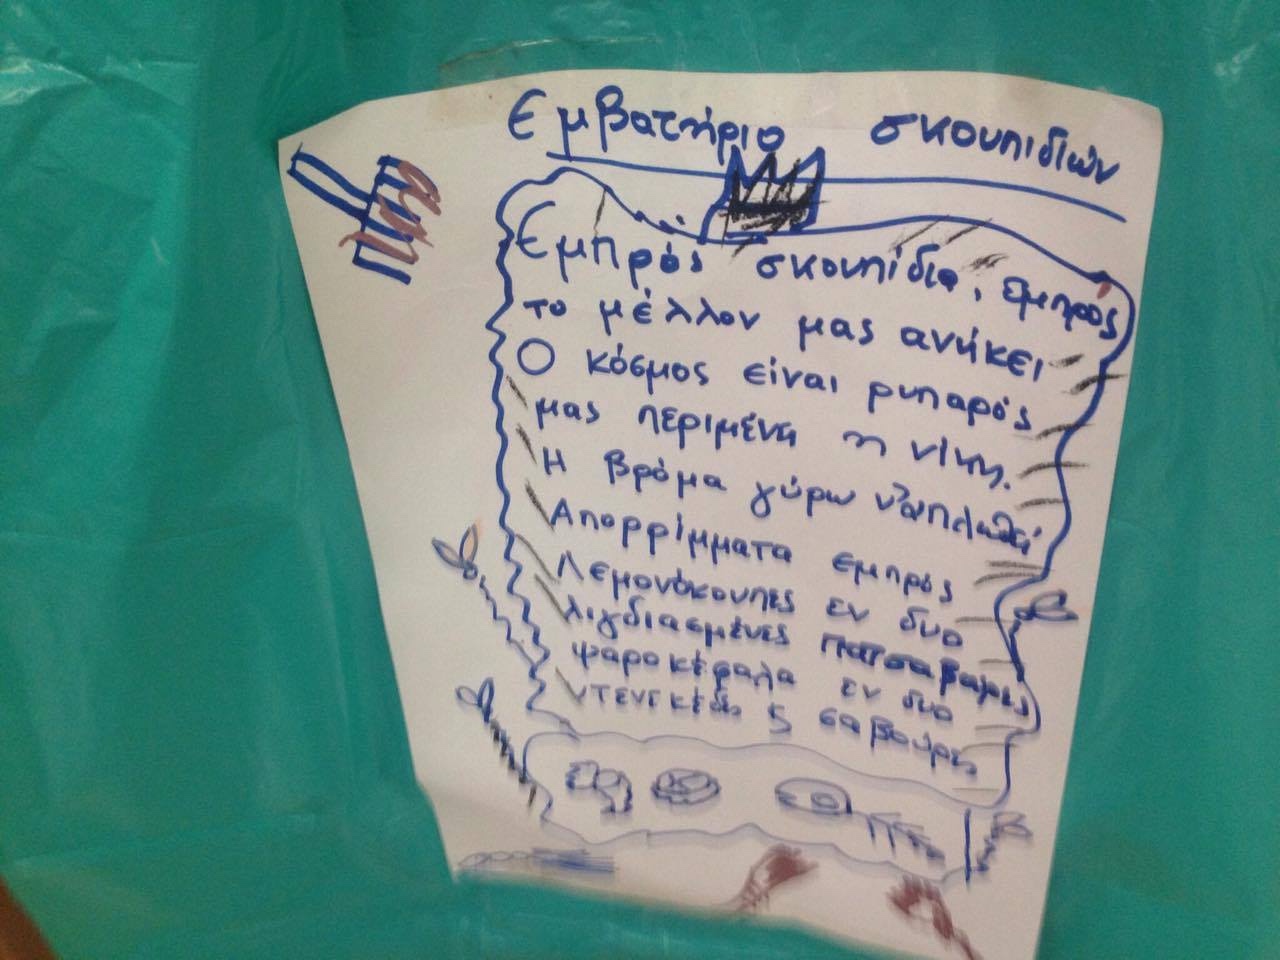 Εμβατήριο σκουπιδιών
Εμπρός σκουπίδια, εμπρός
το μέλλον μας ανήκει
Ο κόσμος είναι ρυπαρός
μας περιμένει η νίκη.
Η βρόμα γύρω ν'απλωθεί
Απορρίμματα εμπρός
Λεμονόκουπες εν δυο
λιγδιασμένες πατσαβούρες
ψαροκέφαλα εν δυο
ντενεκέδες ς σαβούρες